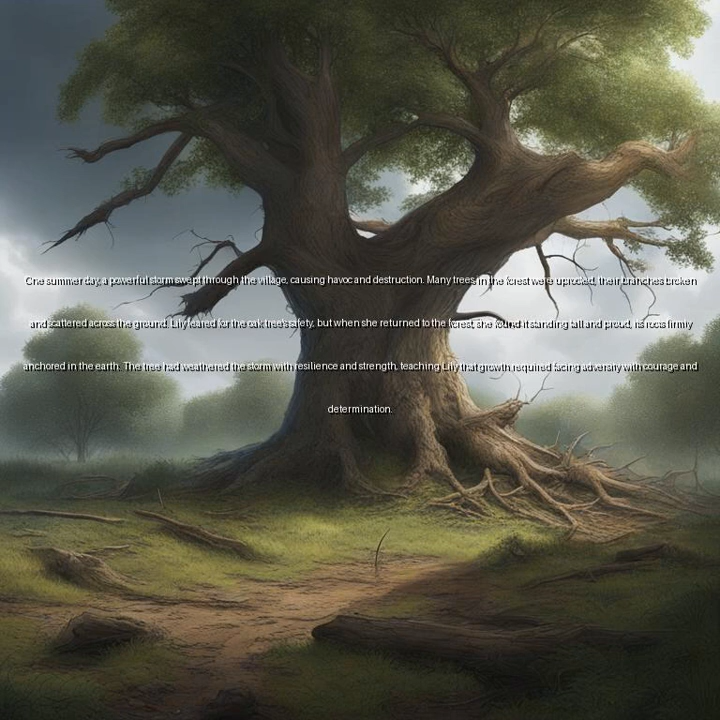 One summer day, a powerful storm swept through the village, causing havoc and destruction. Many trees in the forest were uprooted, their branches broken
and scattered across the ground. Lily feared for the oak tree's safety, but when she returned to the forest, she found it standing tall and proud, its roots firmly
anchored in the earth. The tree had weathered the storm with resilience and strength, teaching Lily that growth required facing adversity with courage and
determination.